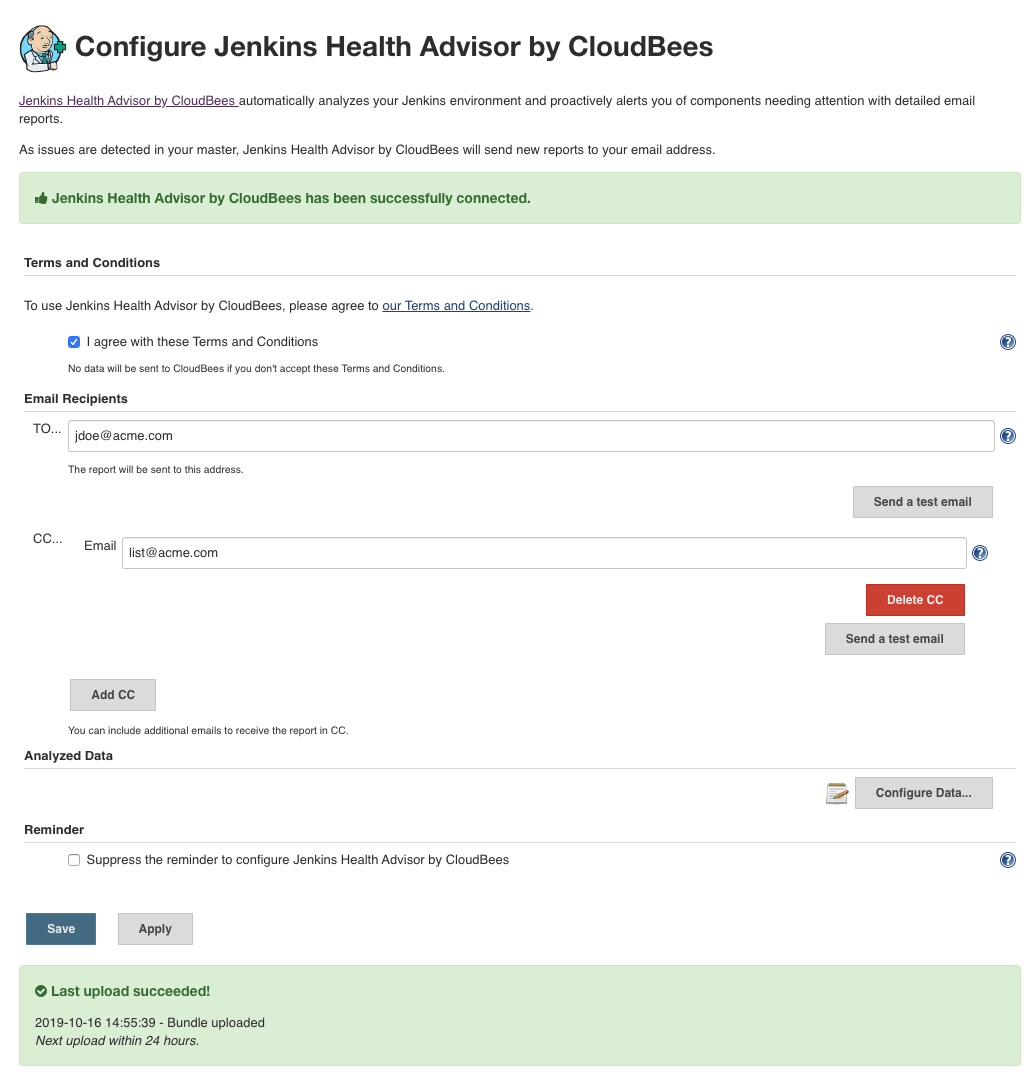 Configure Jenkins Health Advisor by CloudBees
Jenkins Health Advisor by CloudBees automatically analyzes your Jenkins environment and proactively alerts you of components needing attention with detailed email
reports.
As issues are detected in your master, Jenkins Health Advisor by CloudBees will send new reports to your email address.
Jenkins Health Advisor by CloudBees has been successfully connected.
Terms and Conditions
To use Jenkins Health Advisor by CloudBees, please agree to our Terms and Conditions.
I agree with these Terms and Conditions ?
No data will be sent to CloudBees if you don't accept these Terms and Conditions.
Email Recipients
TO... jdoe@acme.com ?
The report will be sent to this address.
Send a test email
CC... Email list@acme.com ?
Delete CC
Send a test email
Add CC
You can include additional emails to receive the report in CC.
Analyzed Data
Configure Data...
Reminder
Suppress the reminder to configure Jenkins Health Advisor by CloudBees ?
Save Apply
Last upload succeeded!
2019-10-16 14:55:39 - Bundle uploaded
Next upload within 24 hours.